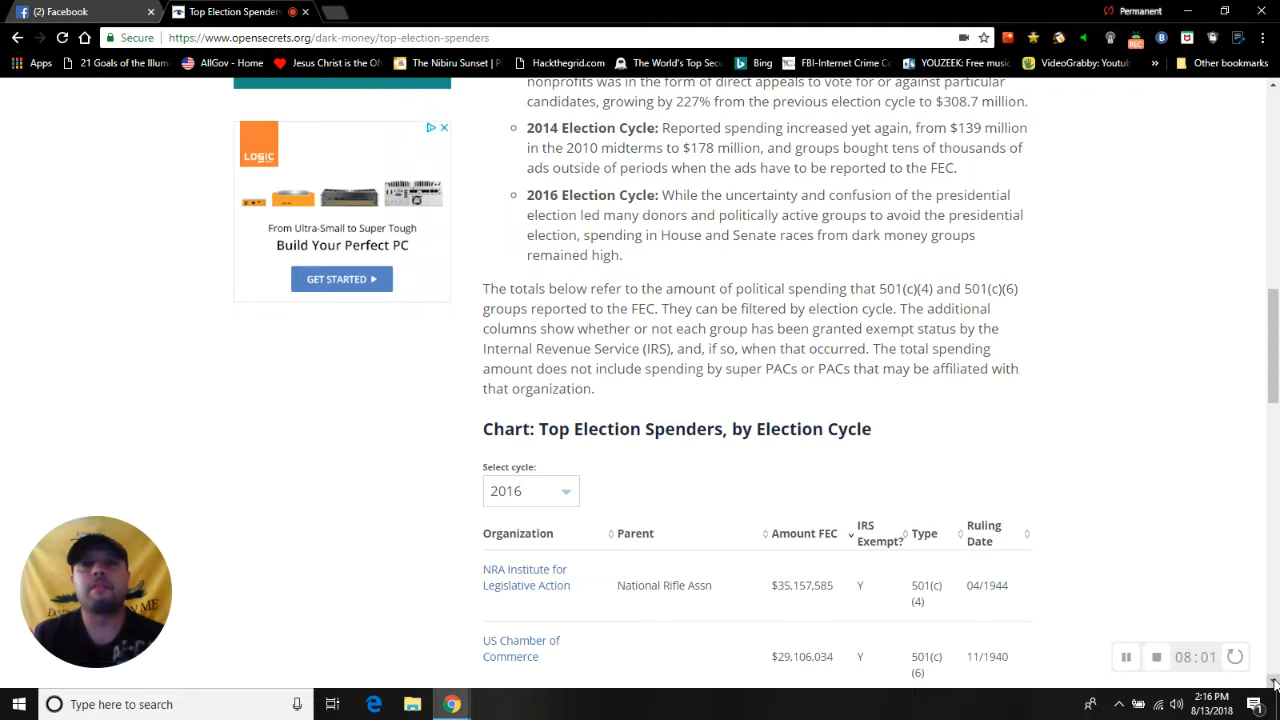 (2) Facebook
Top Election Spenders
Permanent
Secure
https://www.opensecrets.org/dark-money/top-election-spenders
Apps
21 Goals of the Illumi
AllGov - Home
Jesus Christ is the ON
The Nibiru Sunset | P
Hackthegrid.com
The World's Top Secu
Bing
FBI-Internet Crime C
YOUZEEK: Free music
VideoGrabby: Youtub
»
Other bookmarks
nonprofits was in the form of direct appeals to vote for or against particular
candidates, growing by 227% from the previous election cycle to $308.7 million.
LOGIC
From Ultra-Small to Super Tough
Build Your Perfect PC
GET STARTED
2014 Election Cycle: Reported spending increased yet again, from $139 million
in the 2010 midterms to $178 million, and groups bought tens of thousands of
ads outside of periods when the ads have to be reported to the FEC.
2016 Election Cycle: While the uncertainty and confusion of the presidential
election led many donors and politically active groups to avoid the presidential
election, spending in House and Senate races from dark money groups
remained high.
The totals below refer to the amount of political spending that 501(c)(4) and 501(c)(6)
groups reported to the FEC. They can be filtered by election cycle. The additional
columns show whether or not each group has been granted exempt status by the
Internal Revenue Service (IRS), and, if so, when that occurred. The total spending
amount does not include spending by super PACs or PACs that may be affiliated with
that organization.
Chart: Top Election Spenders, by Election Cycle
Select cycle:
2016
Organization
Parent
Amount FEC
IRS
Exempt?
Type
Ruling
Date
NRA Institute for
Legislative Action
National Rifle Assn
$35,157,585
Y
501(c)
(4)
04/1944
US Chamber of
Commerce
$29,106,034
Y
501(c)
(6)
11/1940
08:01
Type here to search
2:16 PM
8/13/2018